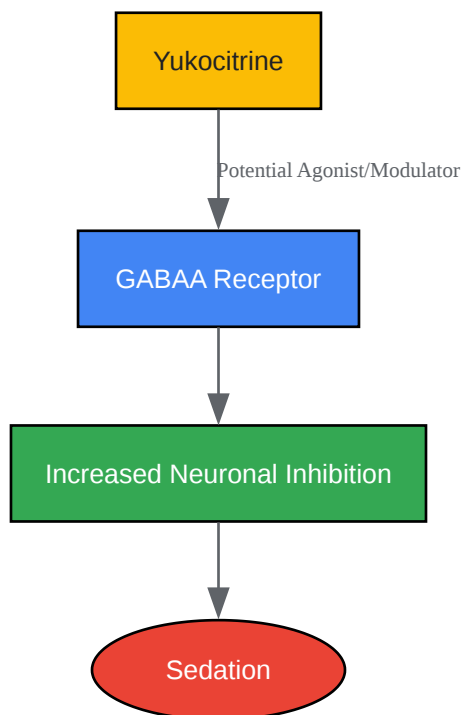 Yukocitrine
Potential Agonist/Modulator
GABAA Receptor
Increased Neuronal Inhibition
Sedation